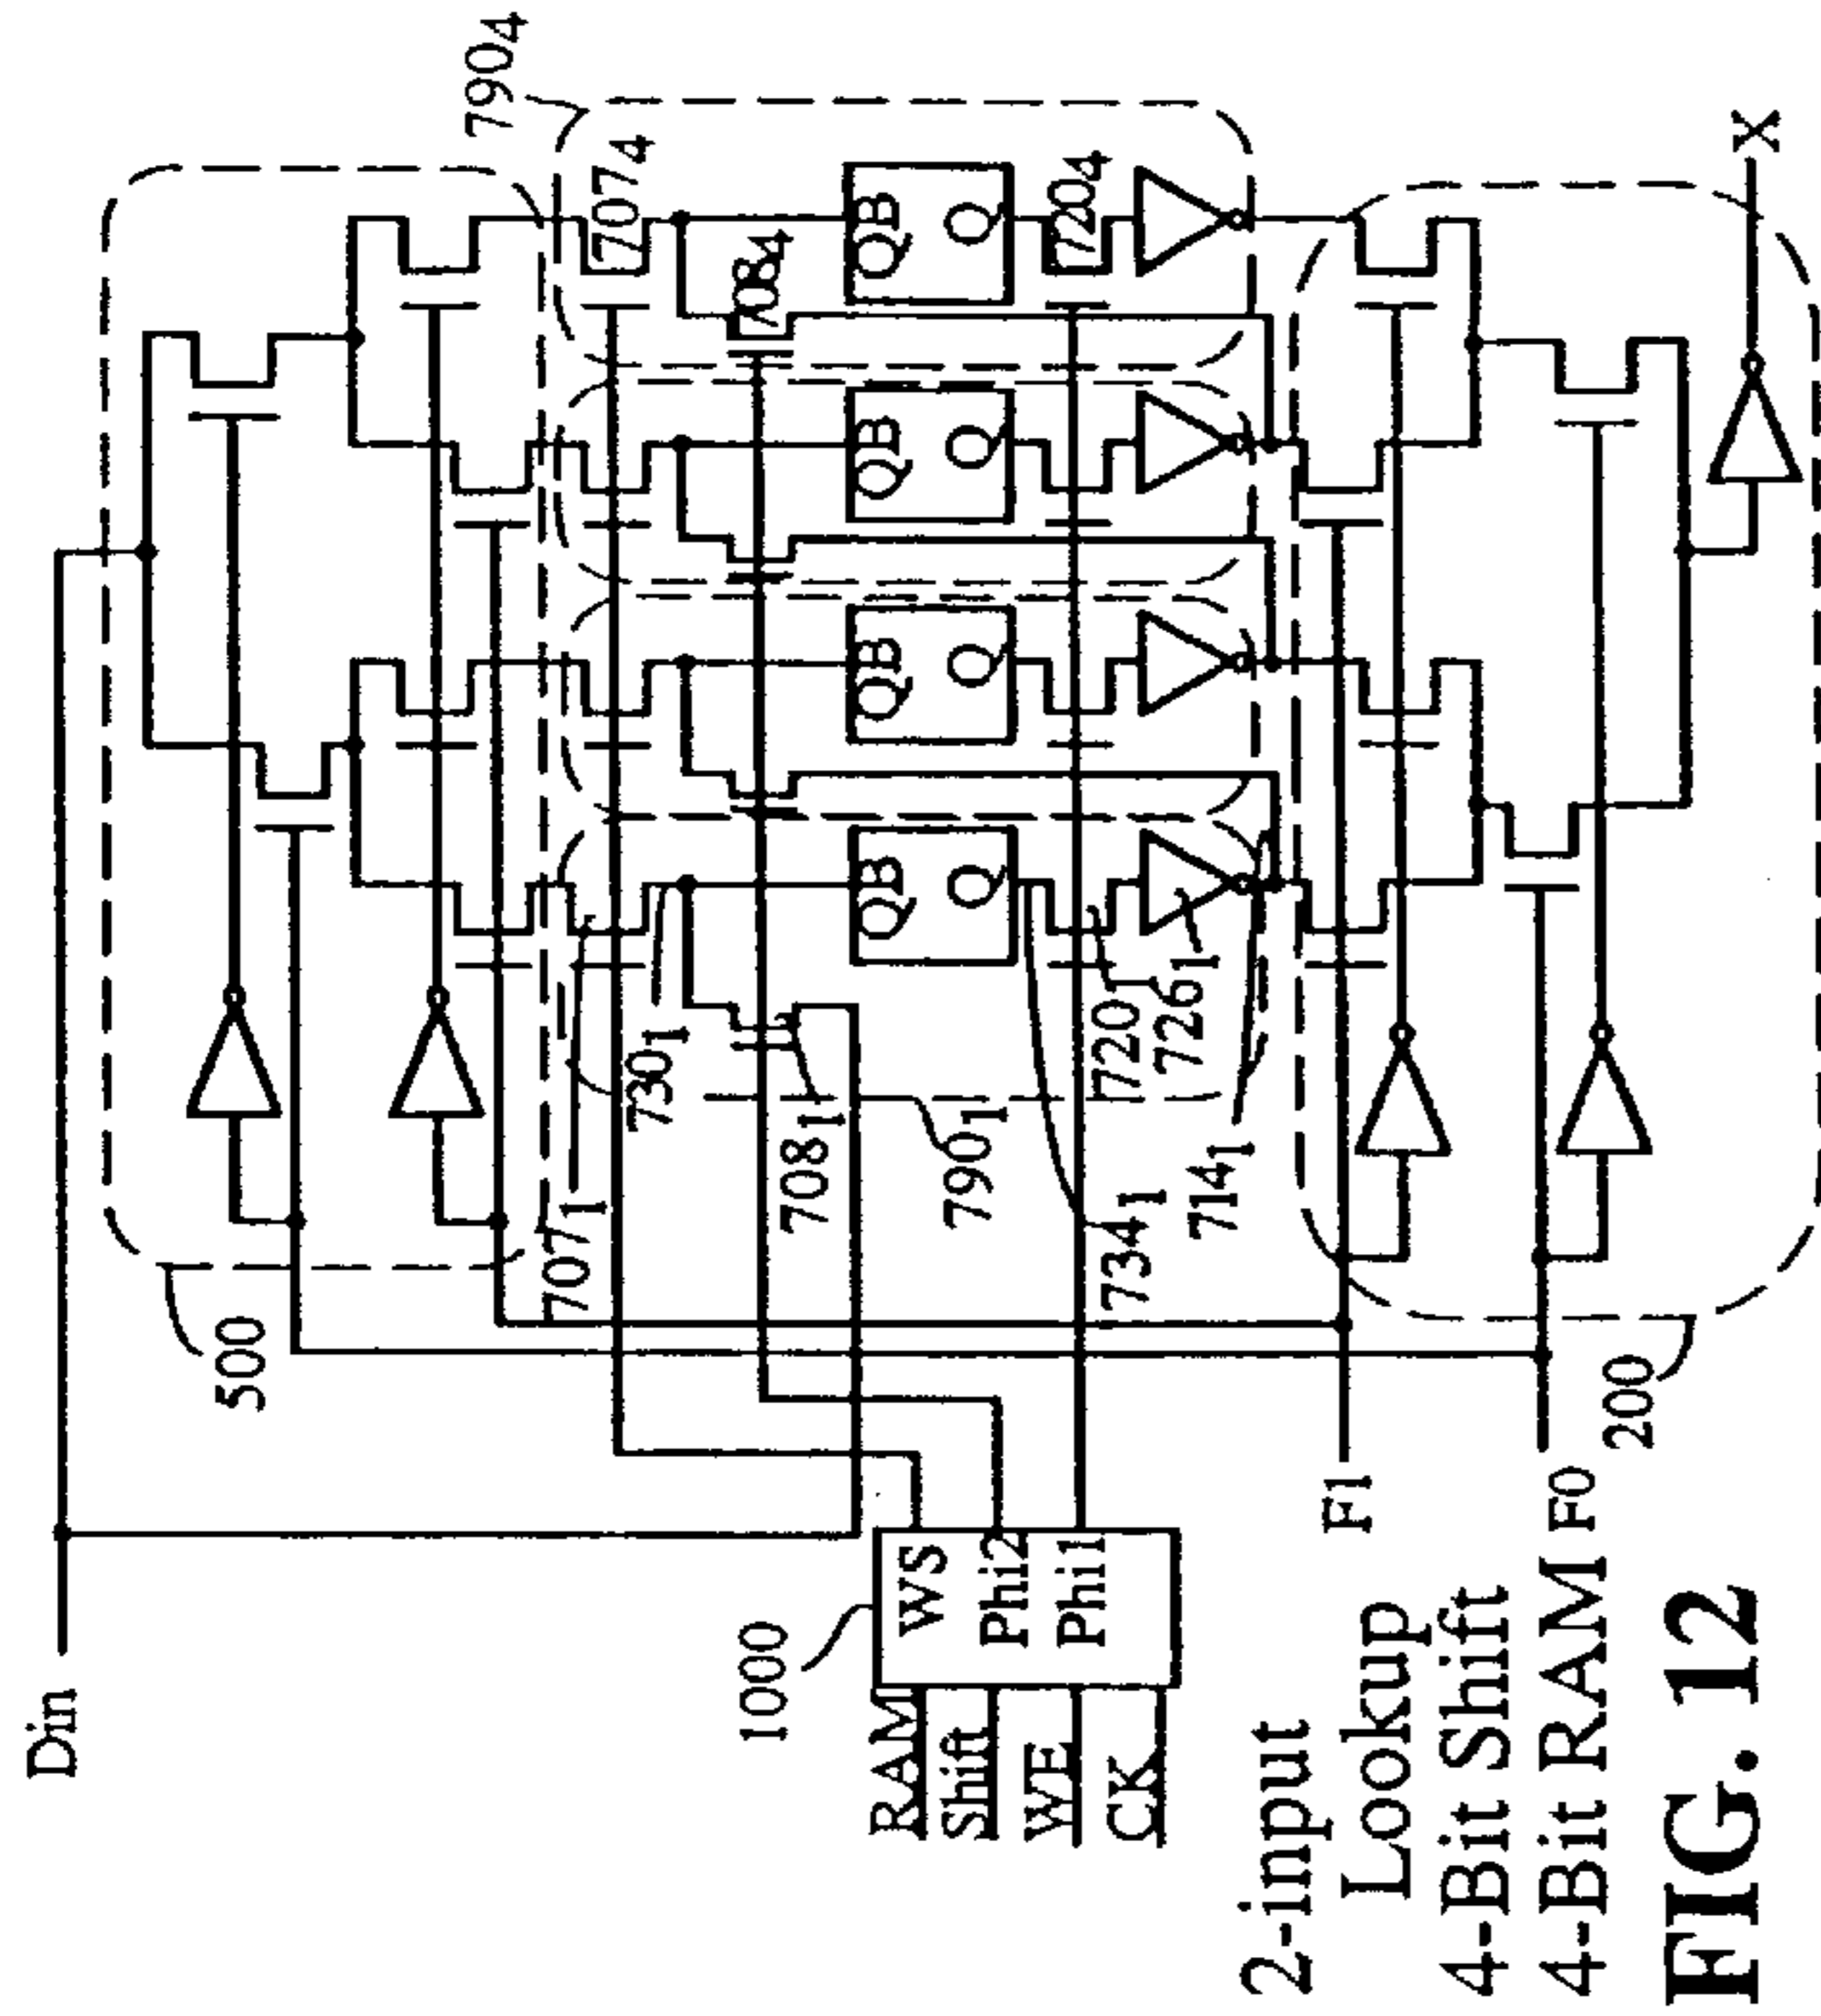 Din
500
790₄
707₄
708₄
QB
Q
720₄
QB
Q
QB
Q
QB
Q
707₁
730₁
708₁
790₁
734₁
714₁
720₁
726₁
1000
RAM
Shift
WE
CK
WS
Phi2
Phi1
F1
F0
200
X
2-input
Lookup
4-Bit Shift
4-Bit RAM
FIG. 12